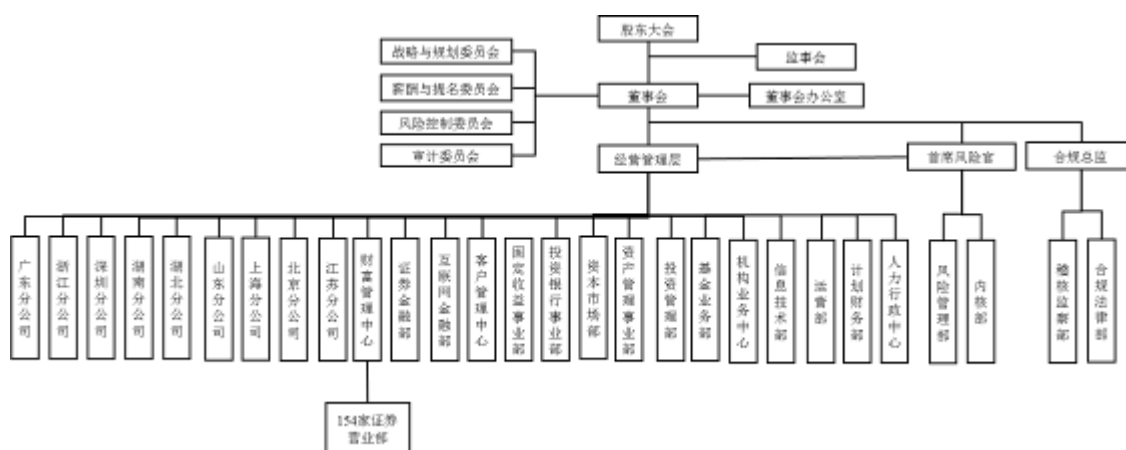 股东大会
战略与规划委员会
监事会
薪酬与提名委员会
董事会
董事会办公室
风险控制委员会
审计委员会
经营管理层
首席风险官
合规总监
广东分公司
浙江分公司
深圳分公司
湖南分公司
湖北分公司
山东分公司
上海分公司
北京分公司
江苏分公司
财富管理中心
证券金融部
互联网金融部
客户管理中心
固定收益事业部
投资银行事业部
资本市场部
资产管理事业部
投资管理部
基金业务部
机构业务中心
信息技术部
运营部
计划财务部
人力行政中心
风险管理部
内核部
稽核监察部
合规法律部
154家证券
营业部